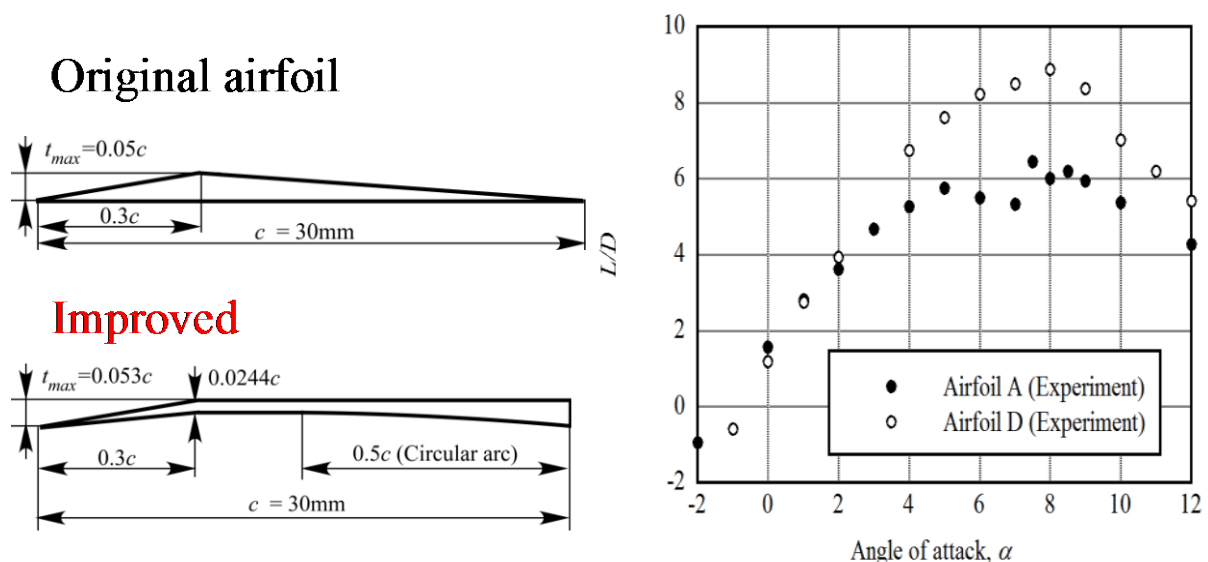 Original airfoil
tmax=0.05c
0.3c
c = 30mm
Improved
tmax=0.053c
0.0244c
0.3c
0.5c (Circular arc)
c = 30mm
L/D
10
8
6
4
2
0
-2
-2 0 2 4 6 8 10 12
Airfoil A (Experiment)
Airfoil D (Experiment)
Angle of attack, α